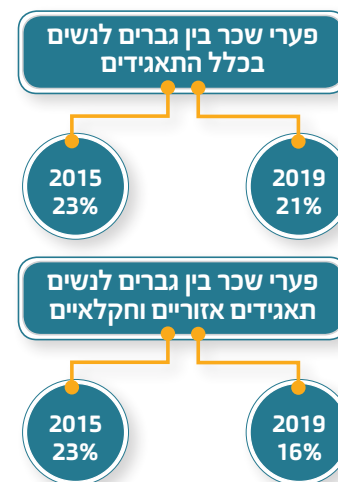 פערי שכר בין גברים לנשים
בכלל התאגידים
2019
21%
2015
23%
פערי שכר בין גברים לנשים
תאגידים אזוריים וחקלאיים
2019
16%
2015
23%